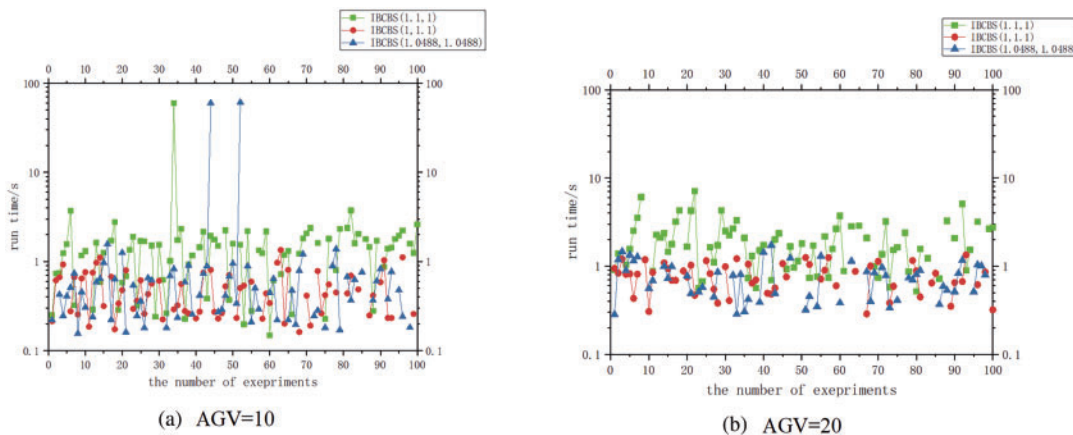 IBCBS(1.1,1)
IBCBS(1,1.1)
IBCBS(1.0488,1.0488)
0 10 20 30 40 50 60 70 80 90 100
100 100
10 10
1 1
0.1 0.1
run time/s
run time/s
0 10 20 30 40 50 60 70 80 90 100
the number of exepriments
(a) AGV=10
IBCBS(1.1,1)
IBCBS(1,1.1)
IBCBS(1.0488,1.0488
0 10 20 30 40 50 60 70 80 90 100
100 100
10 10
1 1
0.1 0.1
run time/s
run time/s
0 10 20 30 40 50 60 70 80 90 100
the number of exepriments
(b) AGV=20